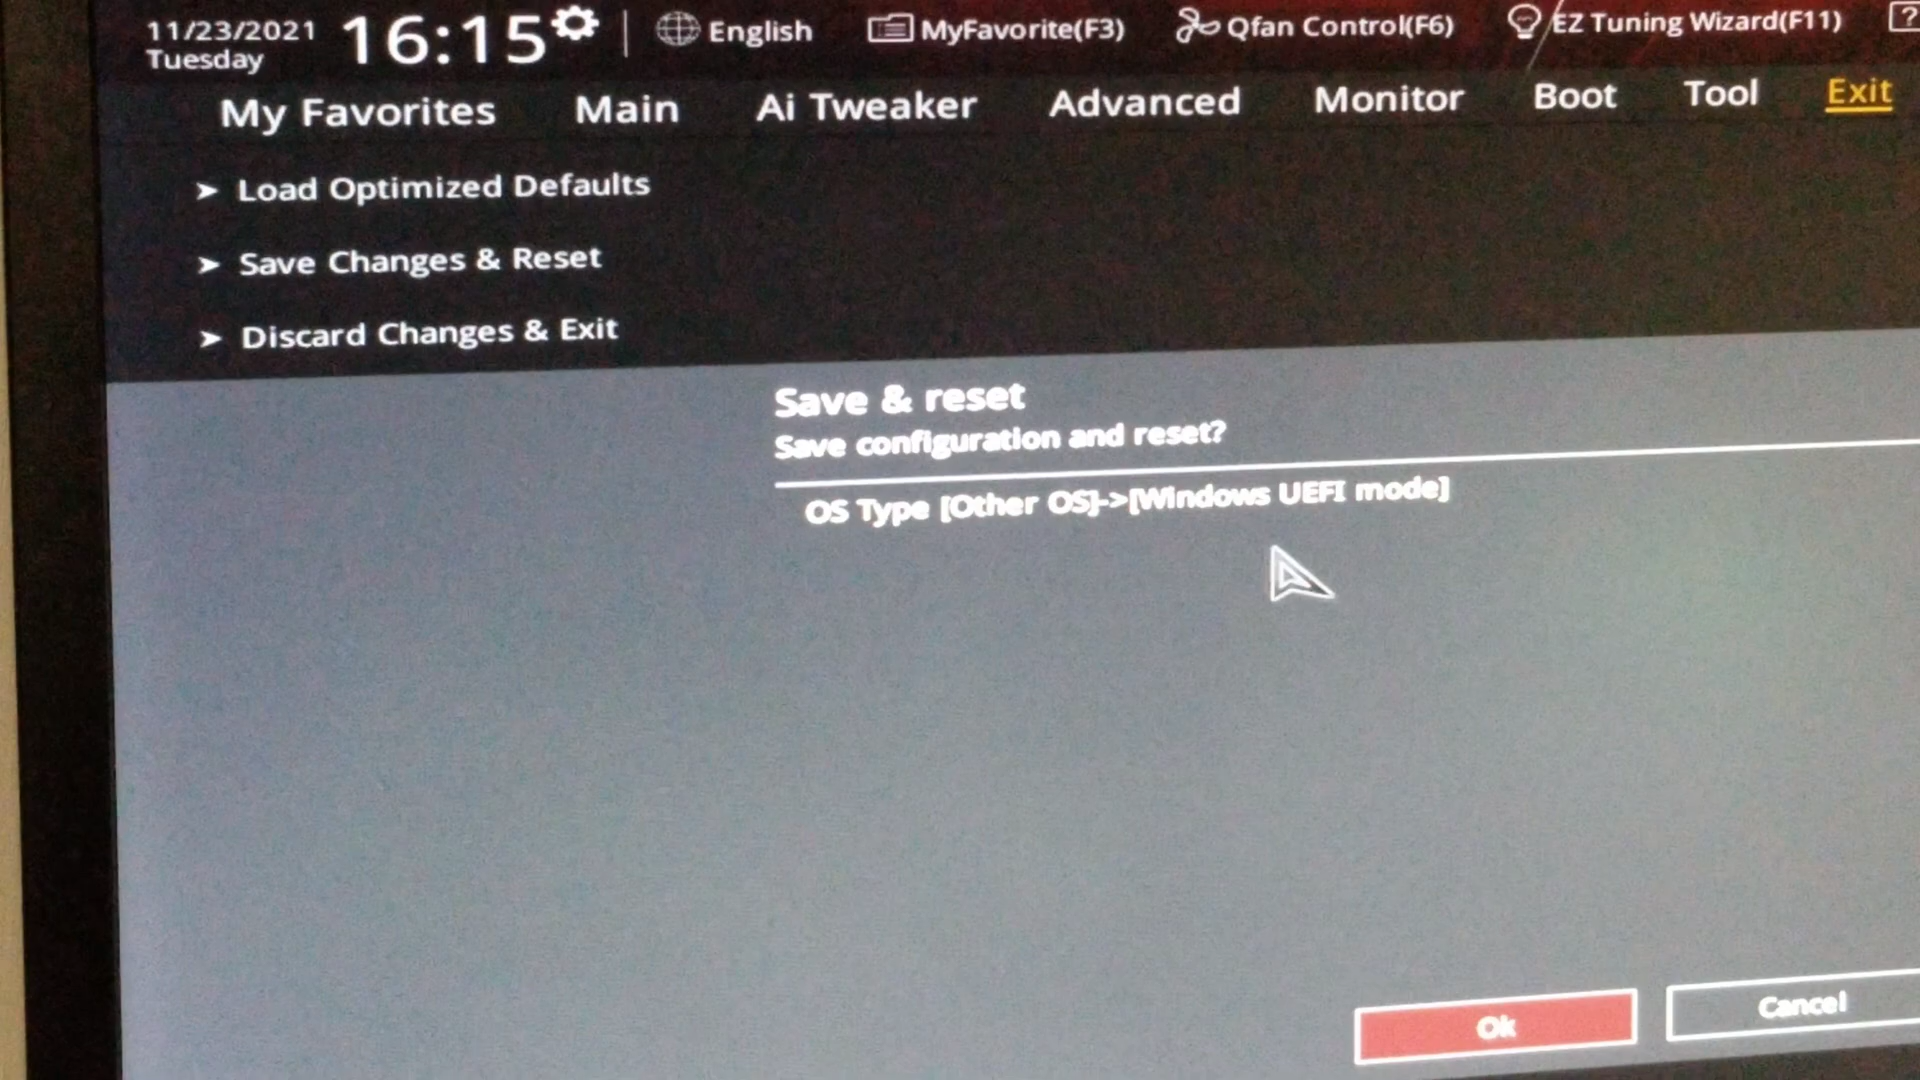 11/23/2021
Tuesday
16:15
English
MyFavorite(F3)
Qfan Control(F6)
EZ Tuning Wizard(F11)
?
My Favorites
Main
Ai Tweaker
Advanced
Monitor
Boot
Tool
Exit
Load Optimized Defaults
Save Changes & Reset
Discard Changes & Exit
Save & reset
Save configuration and reset?
OS Type [Other OS]->[Windows UEFI mode]
Ok
Cancel